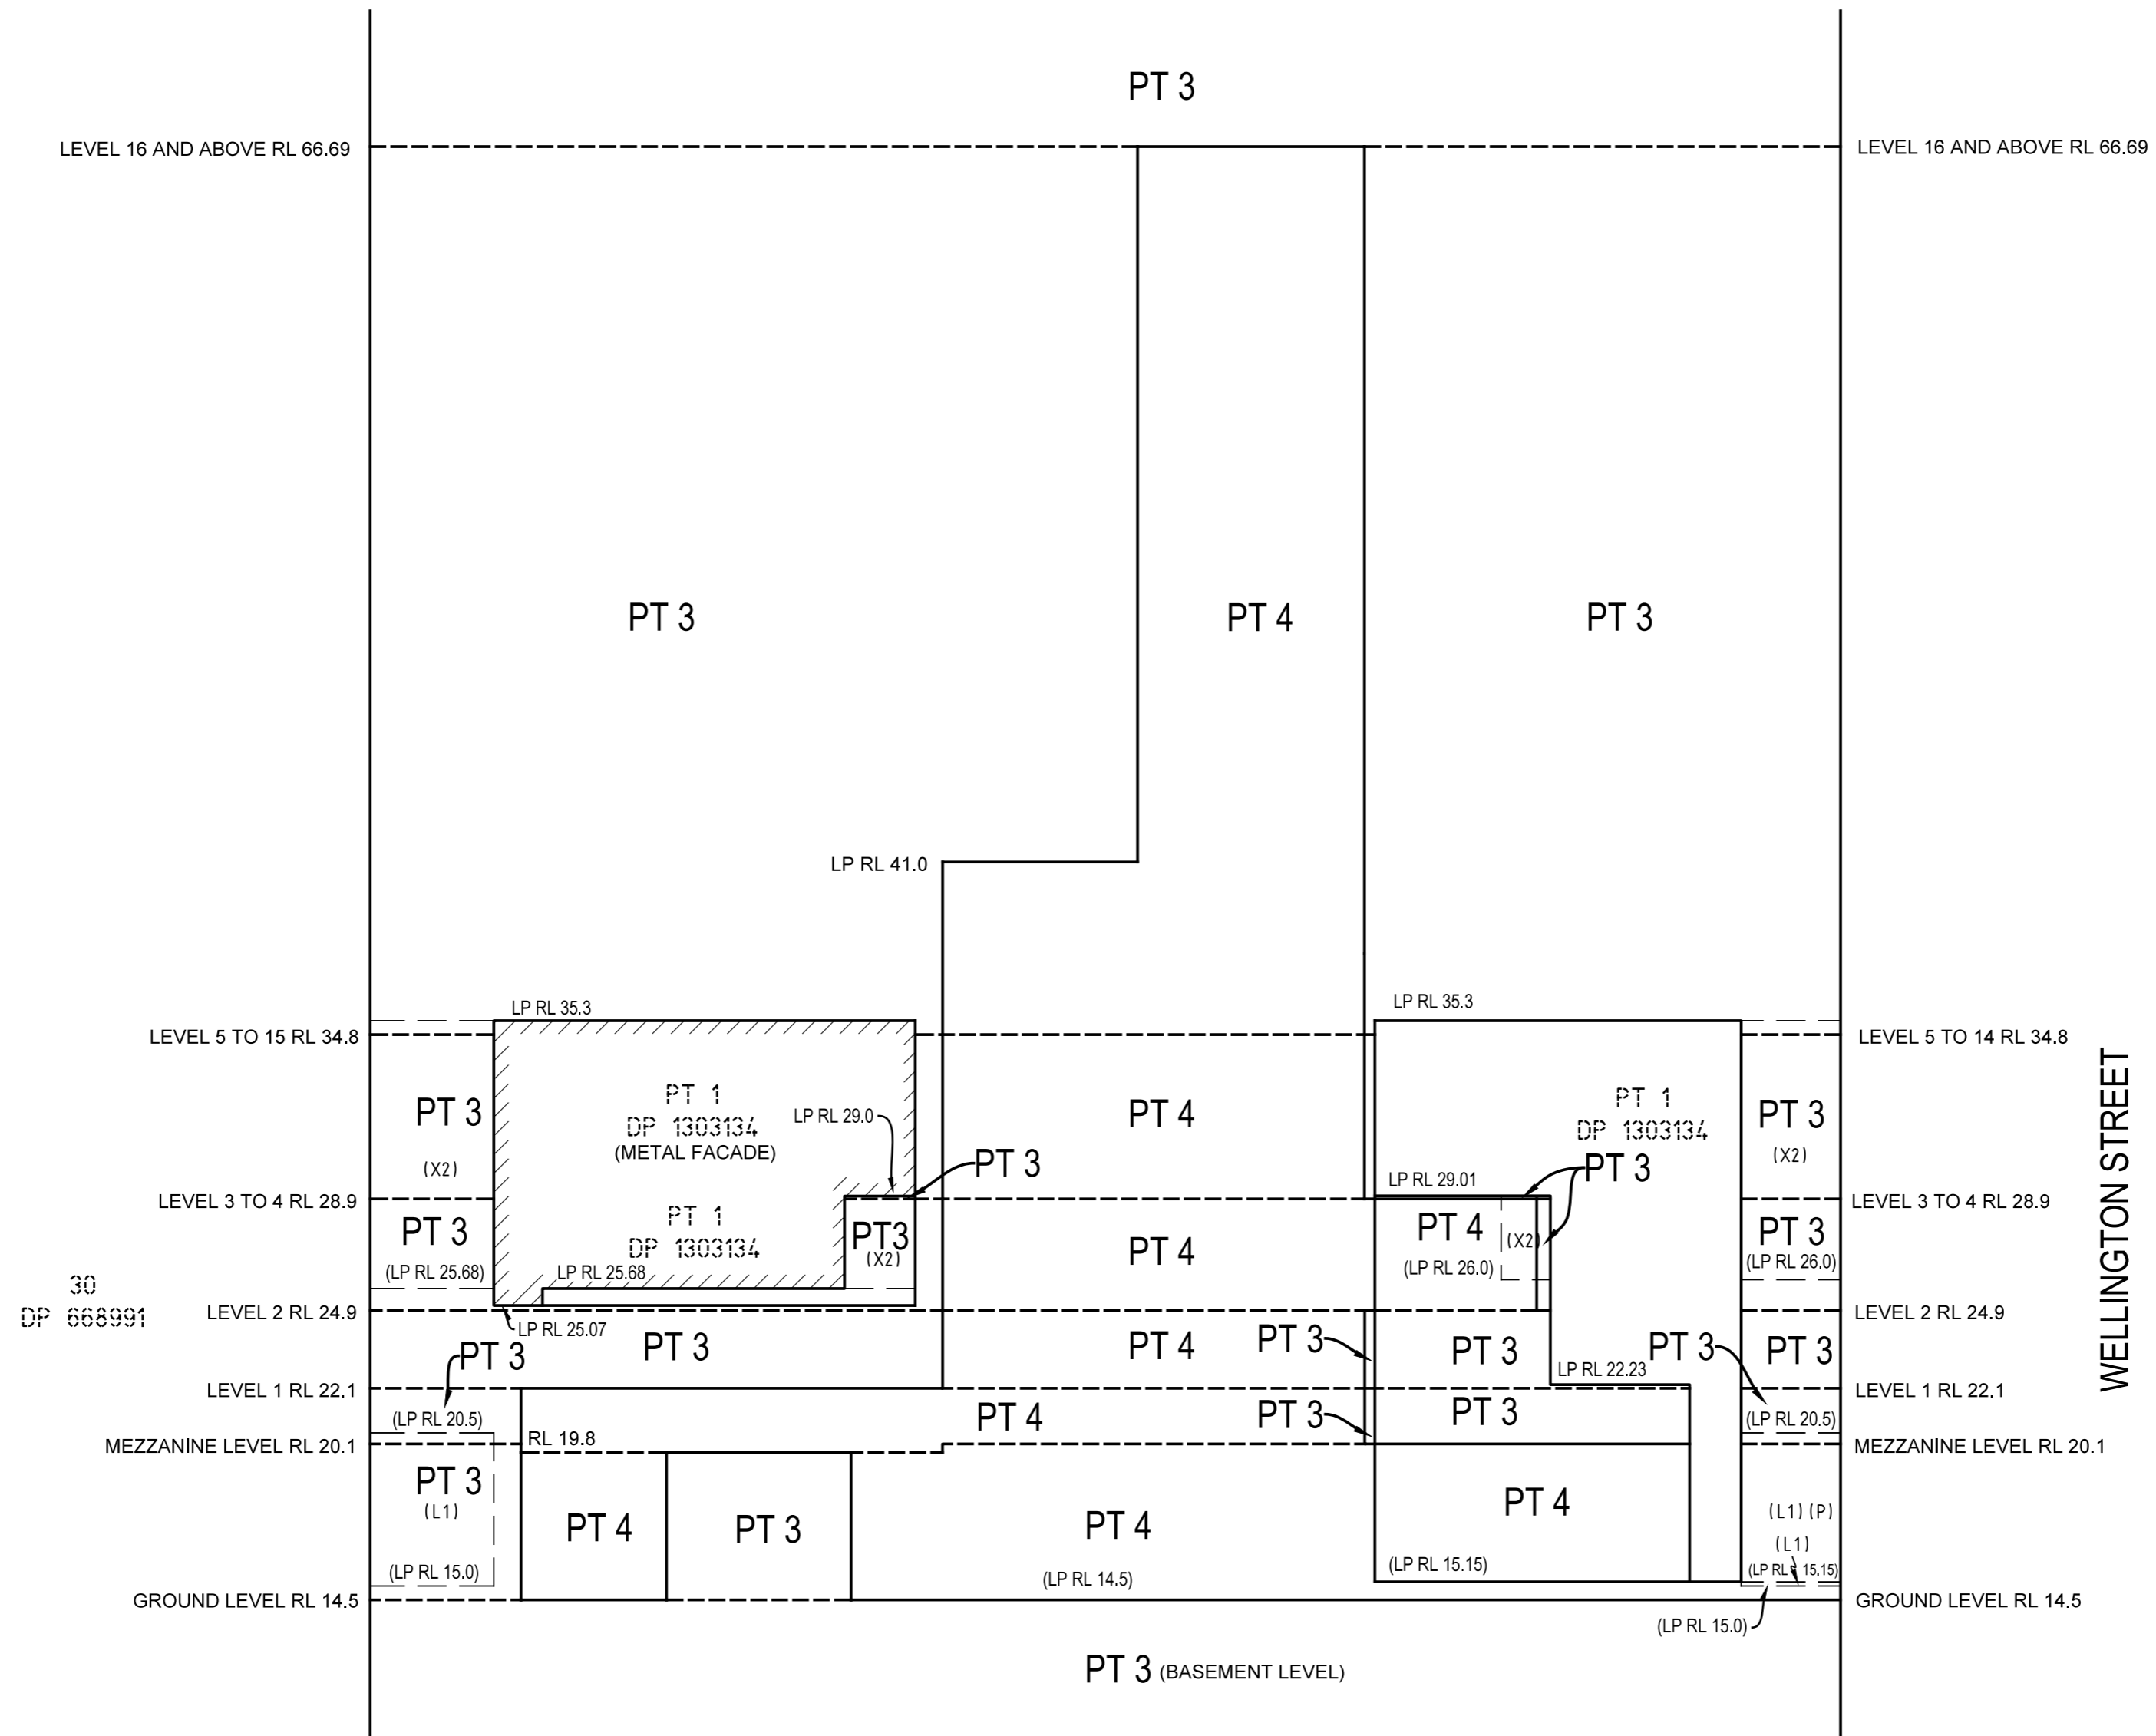 PT 3
LEVEL 16 AND ABOVE RL 66.69
LEVEL 16 AND ABOVE RL 66.69
PT 3
PT 4
PT 3
LP RL 41.0
LP RL 35.3
LP RL 35.3
LEVEL 5 TO 15 RL 34.8
LEVEL 5 TO 14 RL 34.8
WELLINGTON STREET
PT 3
(X2)
PT 1
DP 1303134
(METAL FACADE)
LP RL 29.0
PT 3
PT 4
PT 1
DP 1303134
PT 3
PT 3
(X2)
LP RL 29.01
LEVEL 3 TO 4 RL 28.9
LEVEL 3 TO 4 RL 28.9
PT 3
(LP RL 25.68)
PT 1
DP 1303134
LP RL 25.68
PT3
(X2)
PT 4
PT 4
(LP RL 26.0)
(X2)
PT 3
(LP RL 26.0)
30
DP 668991
LEVEL 2 RL 24.9
LP RL 25.07
LEVEL 2 RL 24.9
PT 3
PT 3
PT 4
PT 3
PT 3
PT 3
PT 3
LP RL 22.23
LEVEL 1 RL 22.1
LEVEL 1 RL 22.1
(LP RL 20.5)
PT 4
PT 3
PT 3
(LP RL 20.5)
MEZZANINE LEVEL RL 20.1
RL 19.8
MEZZANINE LEVEL RL 20.1
PT 3
(L1)
(LP RL 15.0)
PT 4
PT 3
PT 4
(LP RL 14.5)
PT 4
(LP RL 15.15)
(L1) (P)
(L1)
(LP RL 15.15)
GROUND LEVEL RL 14.5
GROUND LEVEL RL 14.5
(LP RL 15.0)
PT 3 (BASEMENT LEVEL)